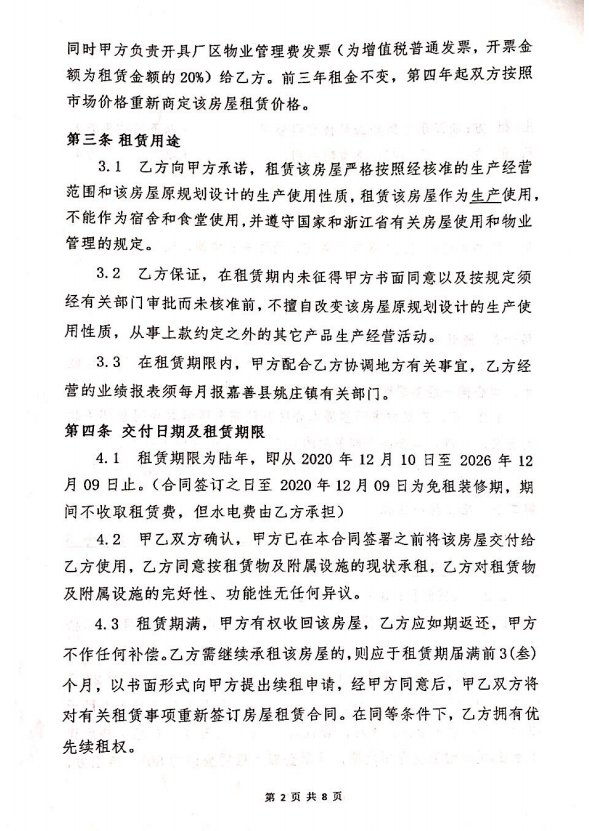 同时甲方负责开具厂区物业管理费发票（为增值税普通发票，开票金
额为租赁金额的 20%）给乙方。前三年租金不变，第四年起双方按照
市场价格重新商定该房屋租赁价格。
第三条 租赁用途
3.1 乙方向甲方承诺，租赁该房屋严格按照经核准的生产经营
范围和该房屋原规划设计的生产使用性质，租赁该房屋作为生产使用，
不能作为宿舍和食堂使用,并遵守国家和浙江省有关房屋使用和物业
管理的规定。
3.2 乙方保证，在租赁期内未征得甲方书面同意以及按规定须
经有关部门审批而未核准前，不擅自改变该房屋原规划设计的生产使
用性质，从事上款约定之外的其它产品生产经营活动。
3.3 在租赁期限内，甲方配合乙方协调地方有关事宜，乙方经
营的业绩报表须每月报嘉善县姚庄镇有关部门。
第四条 交付日期及租赁期限
4.1 租赁期限为陆年，即从 2020 年 12 月 10 日至 2026 年 12
月 09 日止。（合同签订之日至 2020 年 12 月 09 日为免租装修期，期
间不收取租赁费，但水电费由乙方承担）
4.2 甲乙双方确认，甲方已在本合同签署之前将该房屋交付给
乙方使用，乙方同意按租赁物及附属设施的现状承租，乙方对租赁物
及附属设施的完好性、功能性无任何异议。
4.3 租赁期满，甲方有权收回该房屋，乙方应如期返还，甲方
不作任何补偿。乙方需继续承租该房屋的,则应于租赁期届满前 3(叁)
个月，以书面形式向甲方提出续租申请，经甲方同意后，甲乙双方将
对有关租赁事项重新签订房屋租赁合同。在同等条件下，乙方拥有优
先续租权。
第 2 页 共 8 页